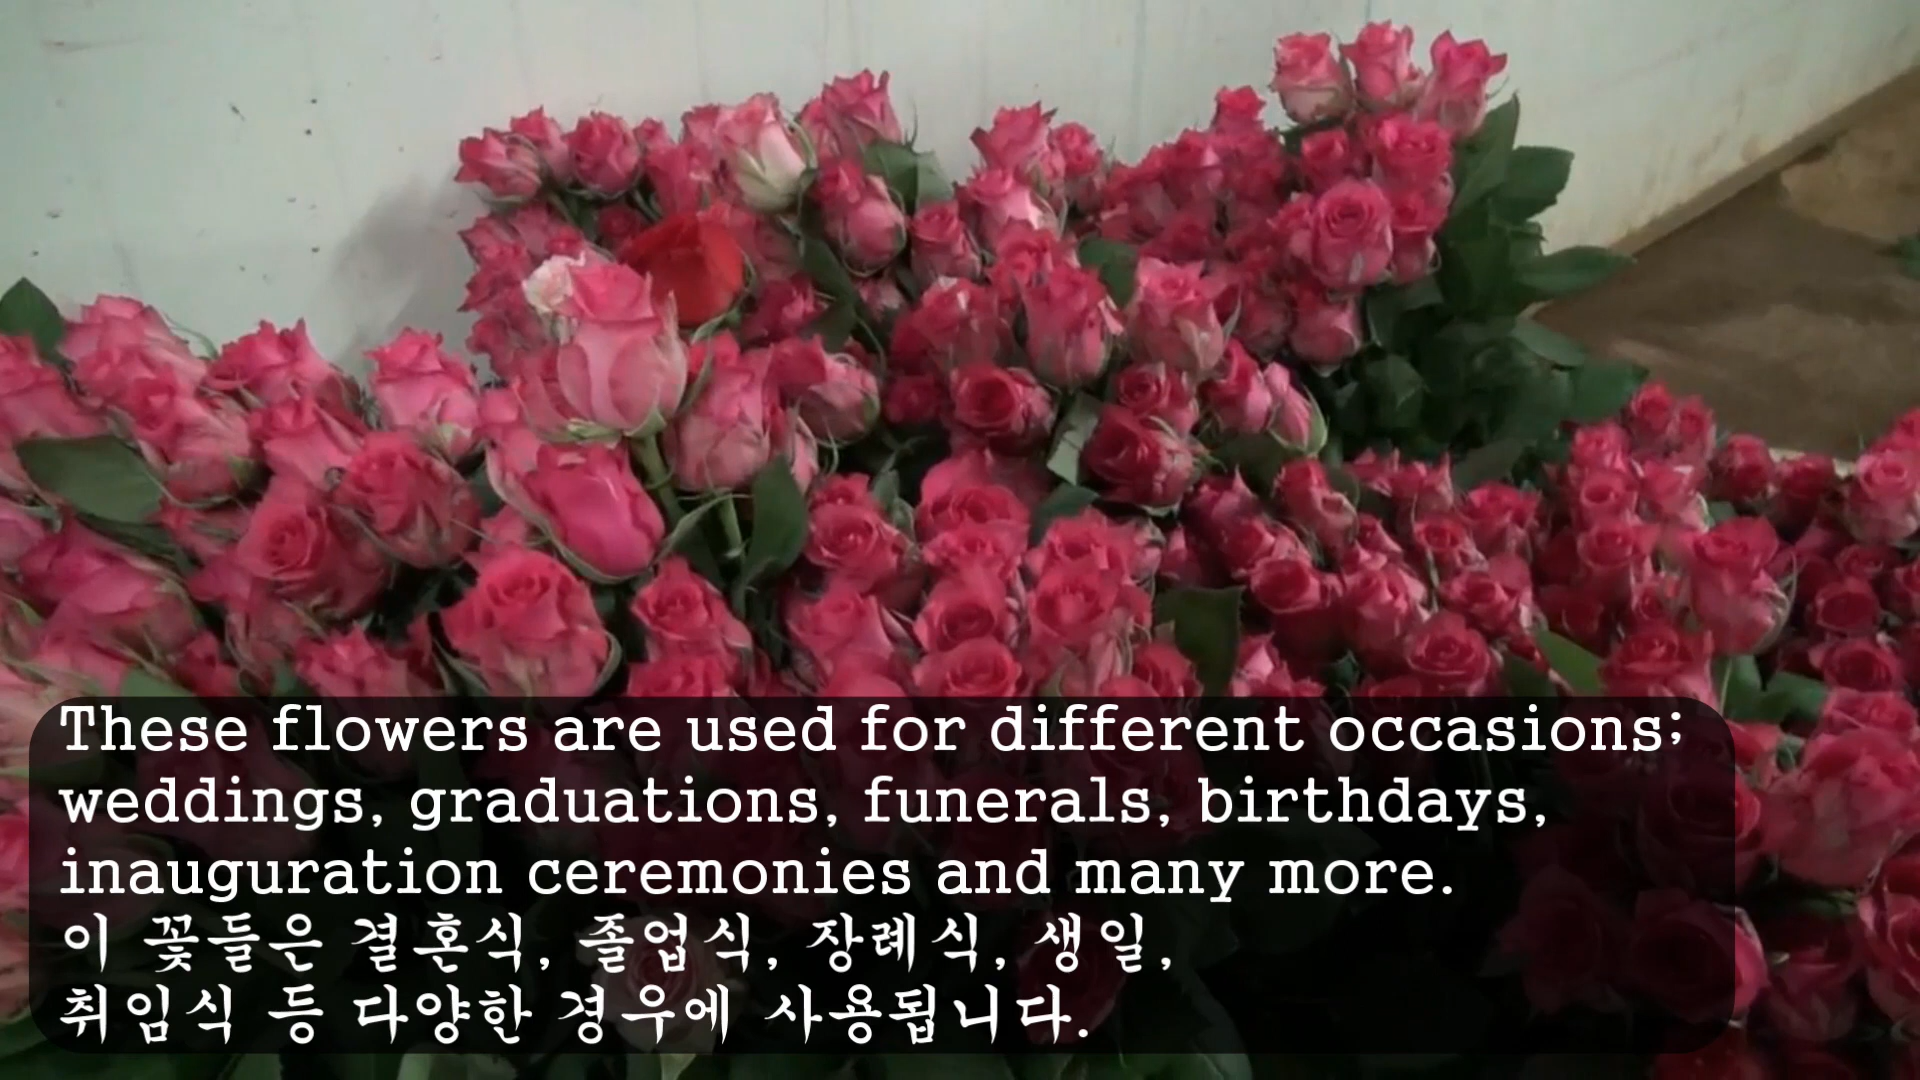 These flowers are used for different occasions;
weddings, graduations, funerals, birthdays,
inauguration ceremonies and many more.
이 꽃들은 결혼식, 졸업식, 장례식, 생일,
취임식 등 다양한 경우에 사용됩니다.